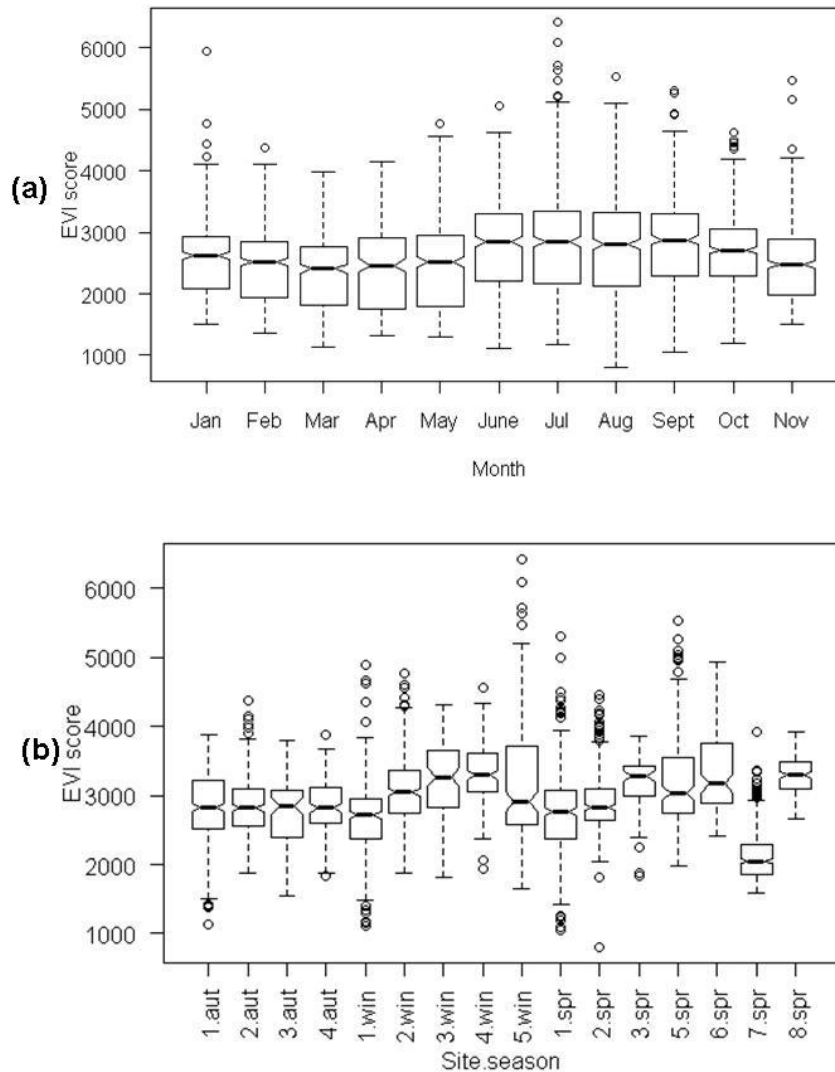 (a)
EVI score
6000
5000
4000
3000
2000
1000
Jan Feb Mar Apr May June Jul Aug Sept Oct Nov
Month
(b)
EVI score
6000
5000
4000
3000
2000
1000
1.aut 2.aut 3.aut 4.aut 1.win 2.win 3.win 4.win 5.win 1.spr 2.spr 3.spr 5.spr 6.spr 7.spr 8.spr
Site.season